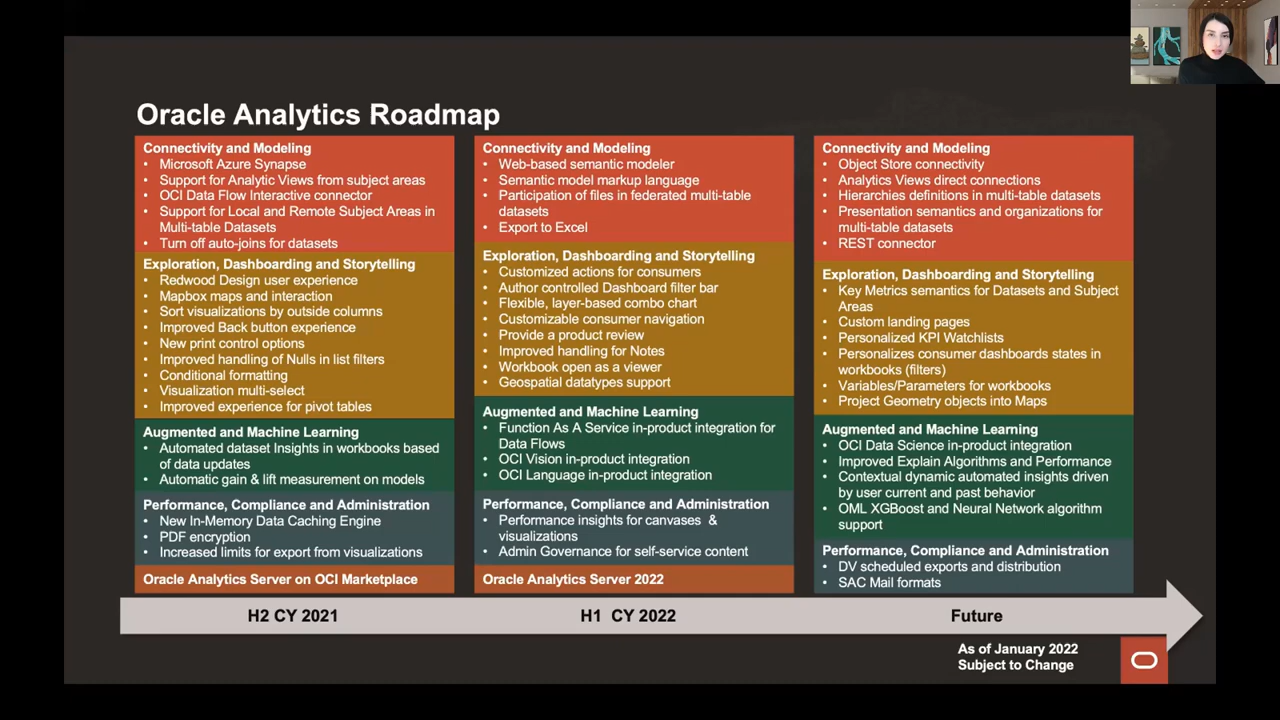 Oracle Analytics Roadmap
Connectivity and Modeling
• Microsoft Azure Synapse
• Support for Analytic Views from subject areas
• OCI Data Flow Interactive connector
• Support for Local and Remote Subject Areas in
Multi-table Datasets
• Turn off auto-joins for datasets
Exploration, Dashboarding and Storytelling
• Redwood Design user experience
• Mapbox maps and interaction
• Sort visualizations by outside columns
• Improved Back button experience
• New print control options
• Improved handling of Nulls in list filters
• Conditional formatting
• Visualization multi-select
• Improved experience for pivot tables
Augmented and Machine Learning
• Automated dataset Insights in workbooks based
of data updates
• Automatic gain & lift measurement on models
Performance, Compliance and Administration
• New In-Memory Data Caching Engine
• PDF encryption
• Increased limits for export from visualizations
Oracle Analytics Server on OCI Marketplace
Connectivity and Modeling
• Web-based semantic modeler
• Semantic model markup language
• Participation of files in federated multi-table
datasets
• Export to Excel
Exploration, Dashboarding and Storytelling
• Customized actions for consumers
• Author controlled Dashboard filter bar
• Flexible, layer-based combo chart
• Customizable consumer navigation
• Provide a product review
• Improved handling for Notes
• Workbook open as a viewer
• Geospatial datatypes support
Augmented and Machine Learning
• Function As A Service in-product integration for
Data Flows
• OCI Vision in-product integration
• OCI Language in-product integration
Performance, Compliance and Administration
• Performance insights for canvases &
visualizations
• Admin Governance for self-service content
Oracle Analytics Server 2022
Connectivity and Modeling
• Object Store connectivity
• Analytics Views direct connections
• Hierarchies definitions in multi-table datasets
• Presentation semantics and organizations for
multi-table datasets
• REST connector
Exploration, Dashboarding and Storytelling
• Key Metrics semantics for Datasets and Subject
Areas
• Custom landing pages
• Personalized KPI Watchlists
• Personalizes consumer dashboards states in
workbooks (filters)
• Variables/Parameters for workbooks
• Project Geometry objects into Maps
Augmented and Machine Learning
• OCI Data Science in-product integration
• Improved Explain Algorithms and Performance
• Contextual dynamic automated insights driven
by user current and past behavior
• OML XGBoost and Neural Network algorithm
support
Performance, Compliance and Administration
• DV scheduled exports and distribution
• SAC Mail formats
H2 CY 2021
H1 CY 2022
Future
As of January 2022
Subject to Change